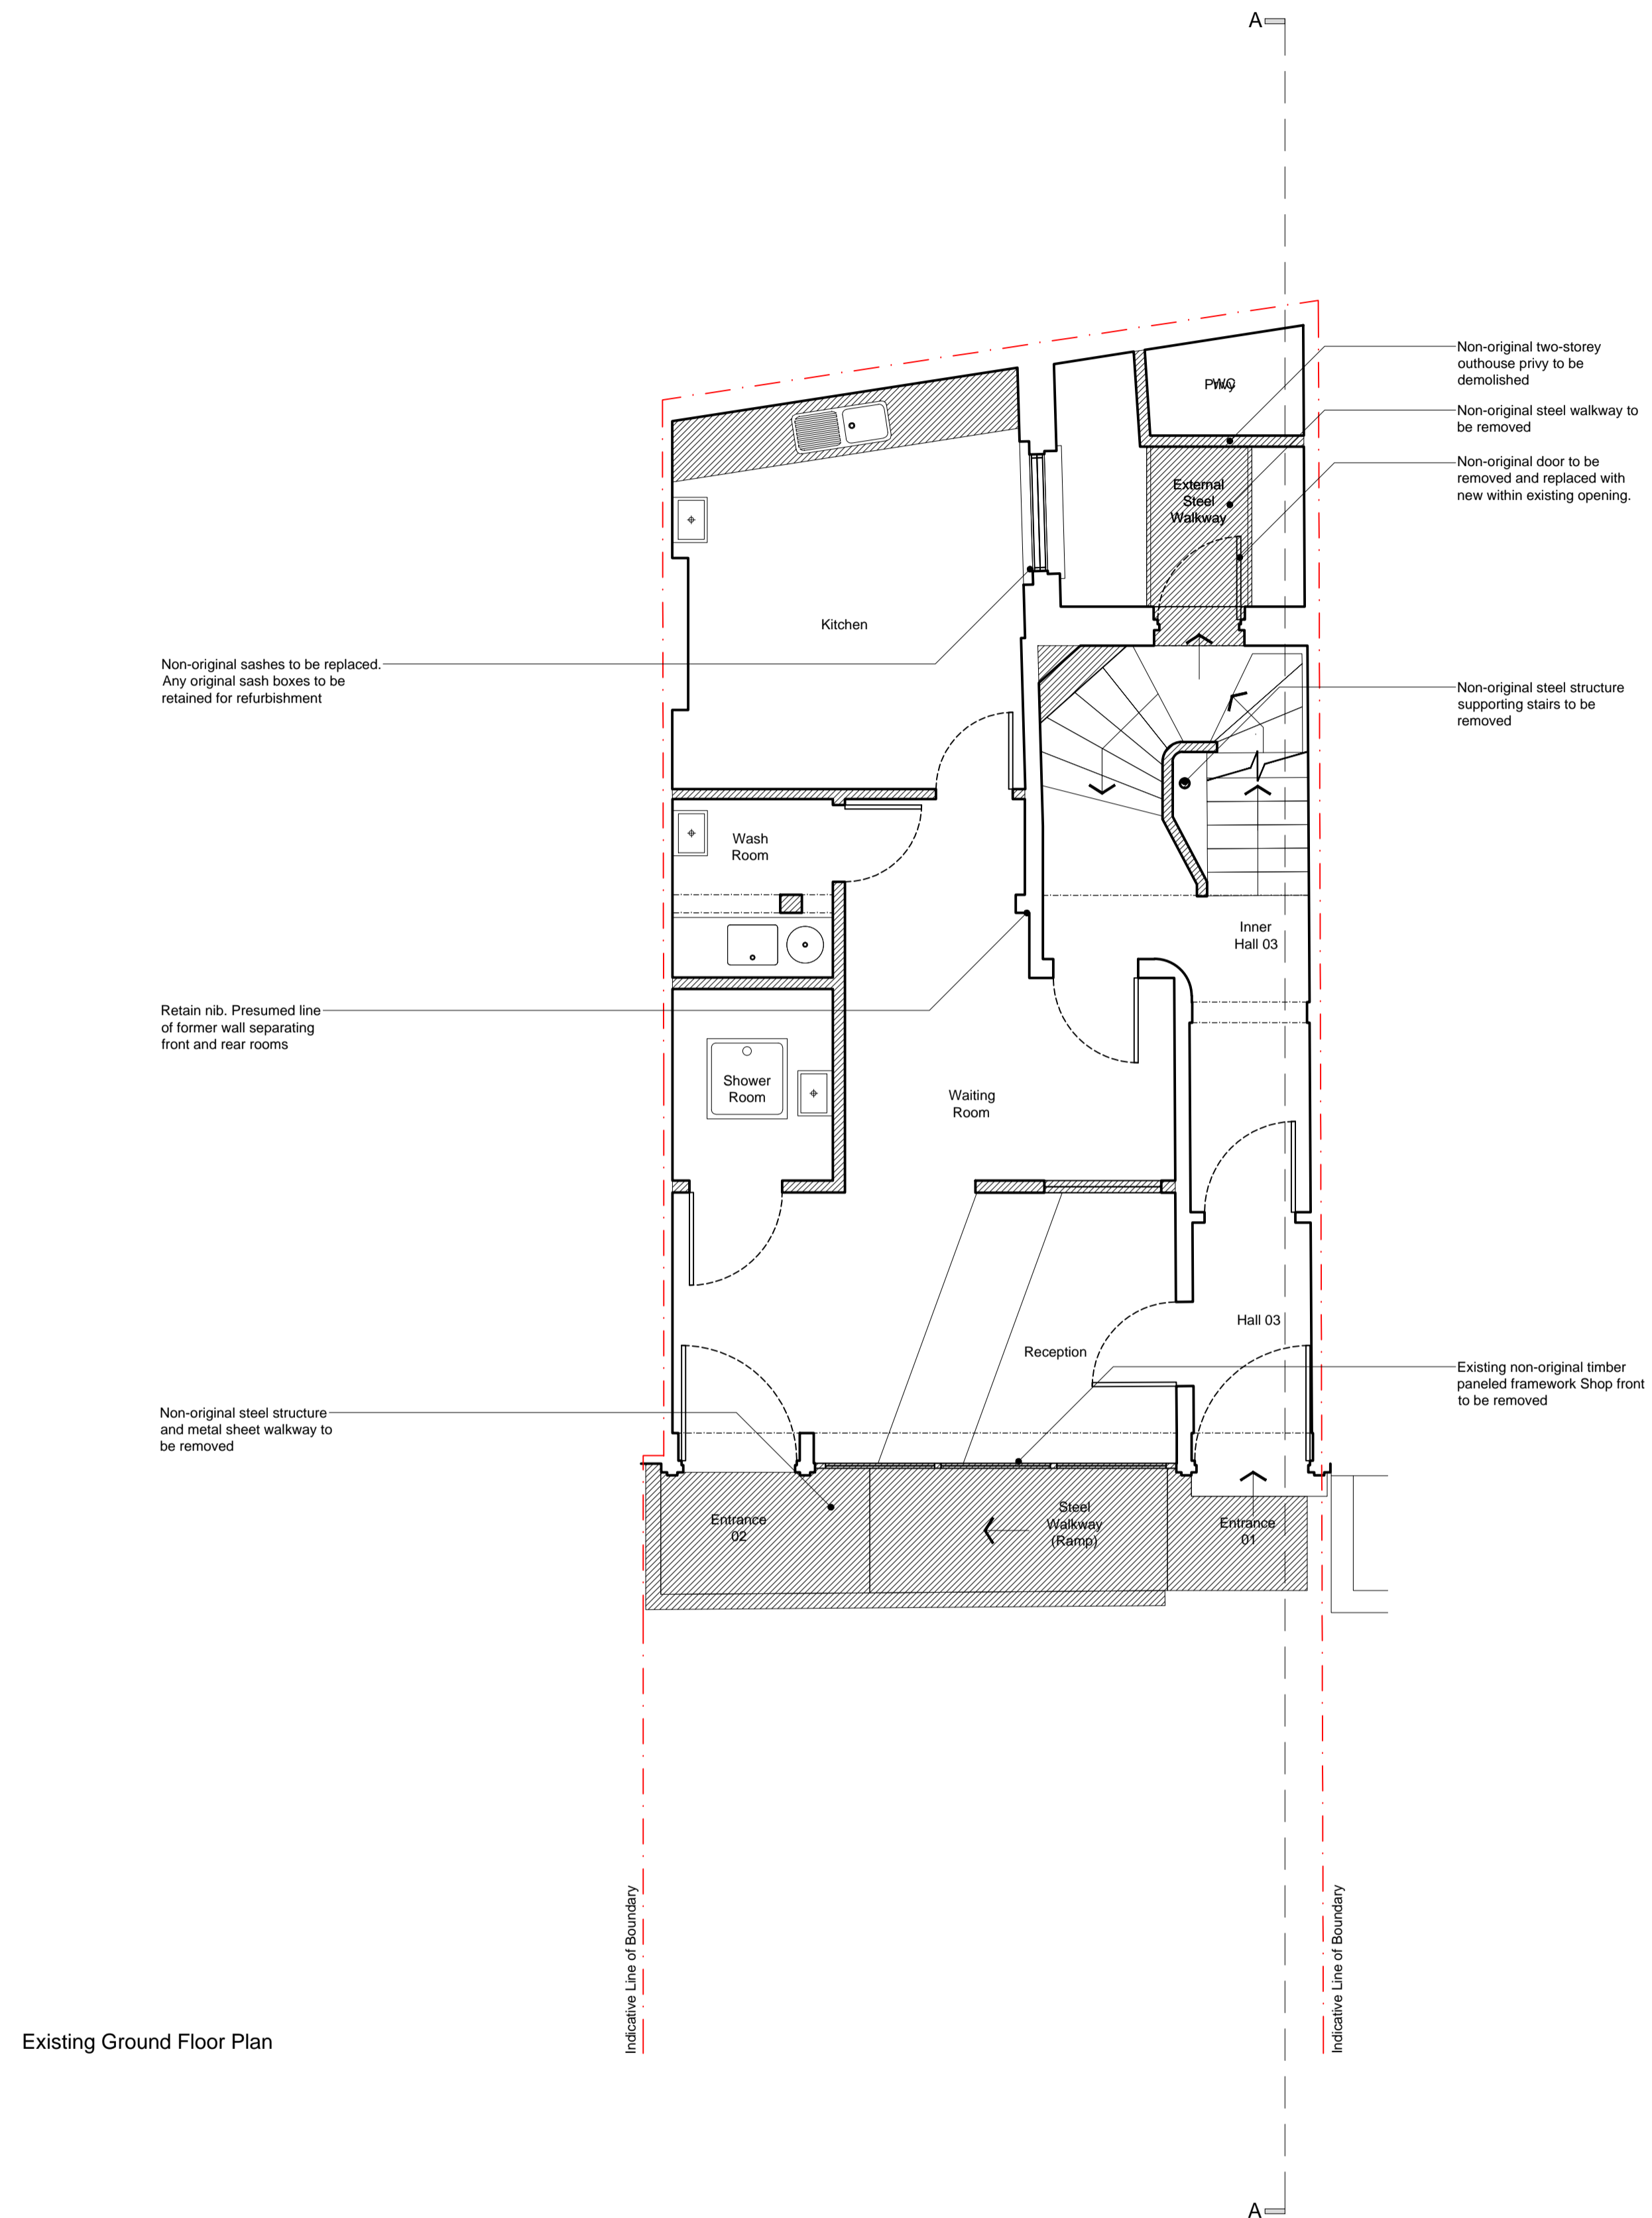 A
Non-original two-storey
outhouse privy to be
demolished
Privy
WC
Non-original steel walkway to
be removed
Non-original door to be
removed and replaced with
new within existing opening.
External
Steel
Walkway
Kitchen
Non-original sashes to be replaced.
Any original sash boxes to be
retained for refurbishment
Non-original steel structure
supporting stairs to be
removed
Wash
Room
Inner
Hall 03
Retain nib. Presumed line
of former wall separating
front and rear rooms
Shower
Room
Waiting
Room
Hall 03
Reception
Existing non-original timber
paneled framework Shop front
to be removed
Non-original steel structure
and metal sheet walkway to
be removed
Entrance
02
Steel
Walkway
(Ramp)
Entrance
01
Indicative Line of Boundary
Indicative Line of Boundary
Existing Ground Floor Plan
A